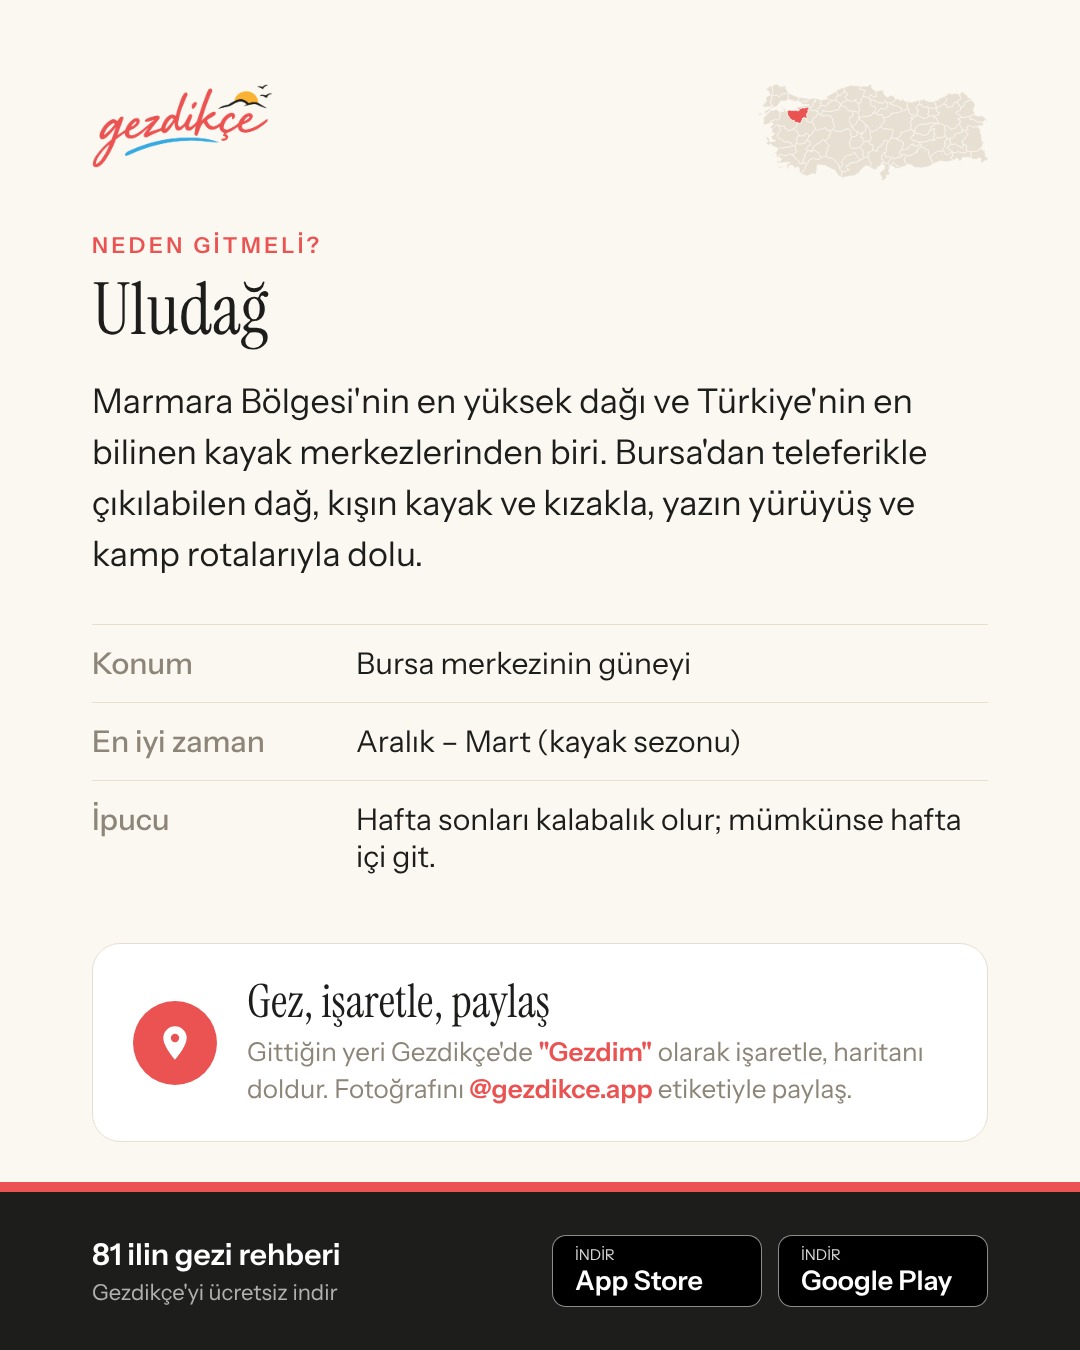 gezdikçe
NEDEN GİTMELİ?
Uludağ
Marmara Bölgesi'nin en yüksek dağı ve Türkiye'nin en
bilinen kayak merkezlerinden biri. Bursa'dan teleferikle
çıkılabilen dağ, kışın kayak ve kızakla, yazın yürüyüş ve
kamp rotalarıyla dolu.
Konum Bursa merkezinin güneyi
En iyi zaman Aralık – Mart (kayak sezonu)
İpucu Hafta sonları kalabalık olur; mümkünse hafta
içi git.
Gez, işaretle, paylaş
Gittiğin yeri Gezdikçe'de "Gezdim" olarak işaretle, haritanı
doldur. Fotoğrafını @gezdikce.app etiketiyle paylaş.
81 ilin gezi rehberi
Gezdikçe'yi ücretsiz indir
İNDİR
App Store
İNDİR
Google Play